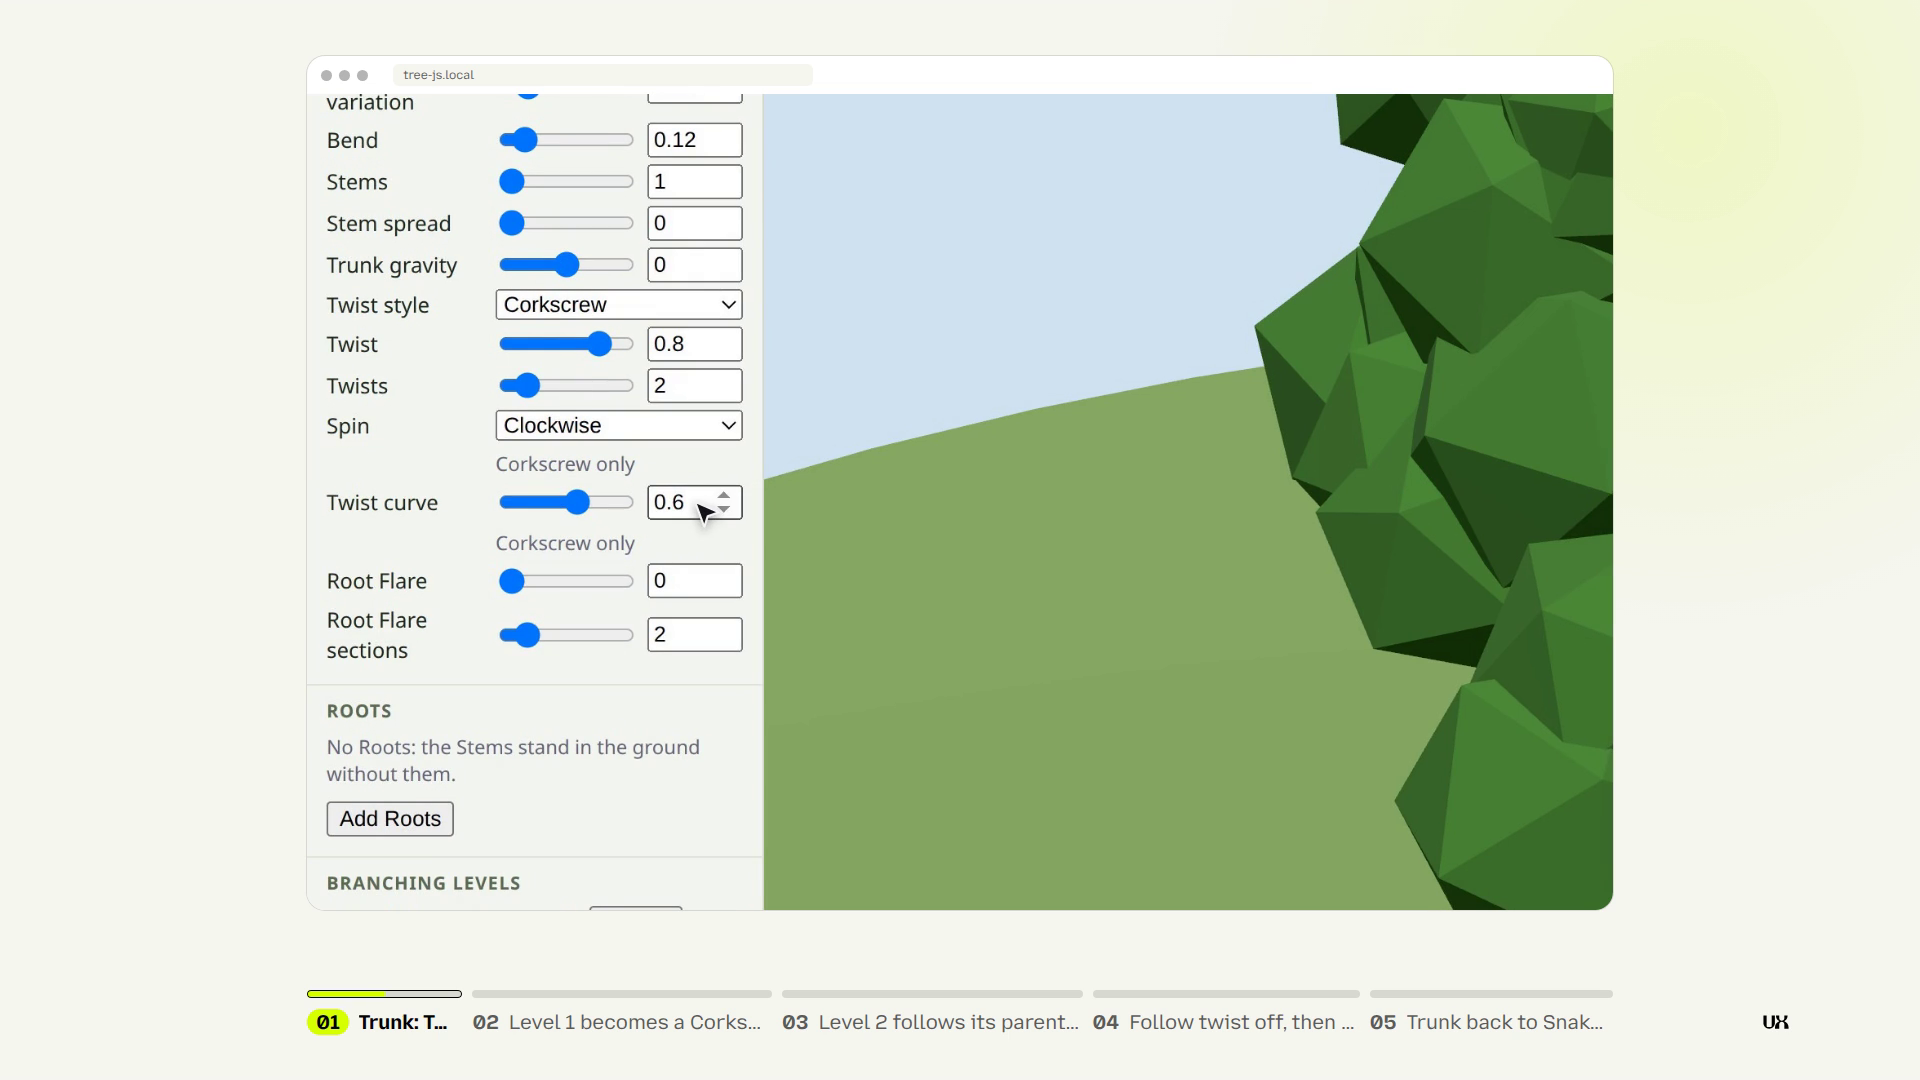 tree-js.local
variation
Bend 0.12
Stems 1
Stem spread 0
Trunk gravity 0
Twist style Corkscrew
Twist 0.8
Twists 2
Spin Clockwise
Corkscrew only
Twist curve 0.6
Corkscrew only
Root Flare 0
Root Flare sections 2
ROOTS
No Roots: the Stems stand in the ground
without them.
Add Roots
BRANCHING LEVELS
01 Trunk: T...
02 Level 1 becomes a Corks...
03 Level 2 follows its parent...
04 Follow twist off, then ...
05 Trunk back to Snak...
UX